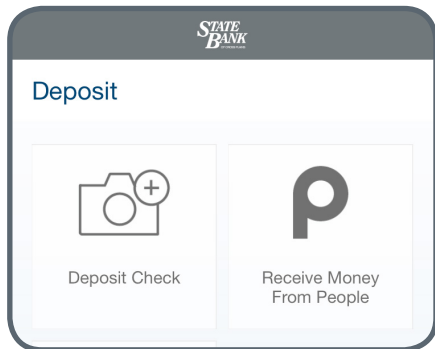 STATE
BANK
Deposit
Deposit Check
Receive Money
From People